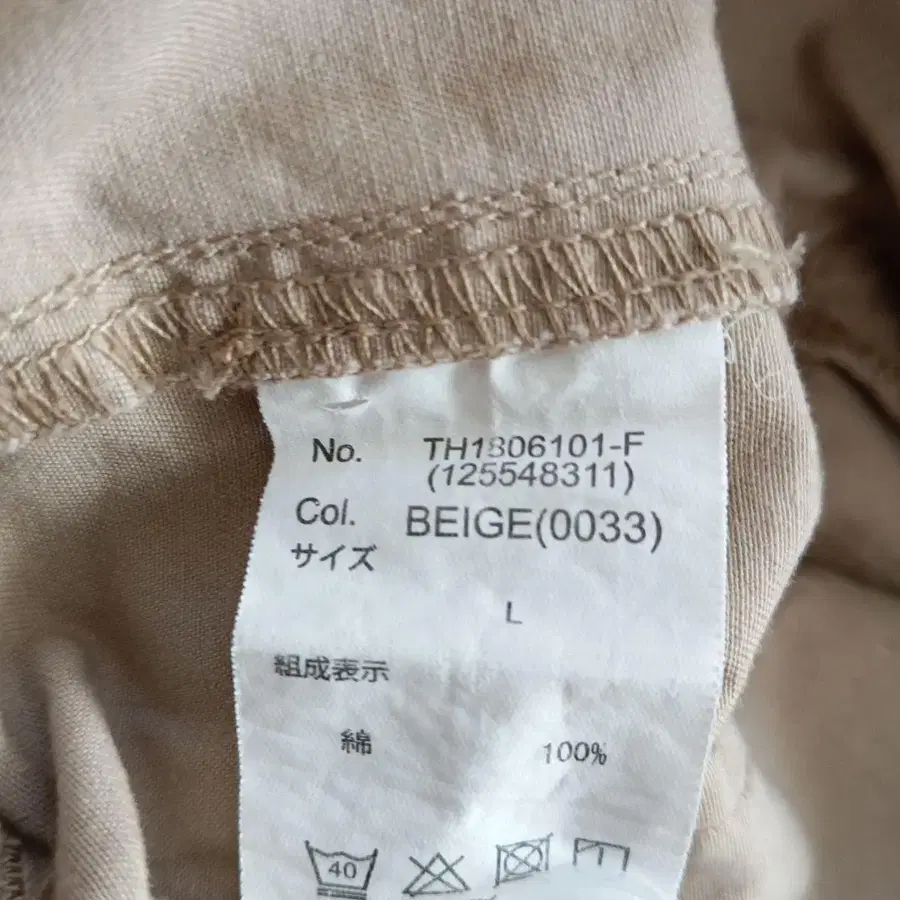 No. TH1806101-F
(125548311)
Col. BEIGE(0033)
サイズ
L
組成表示
綿 100%
40